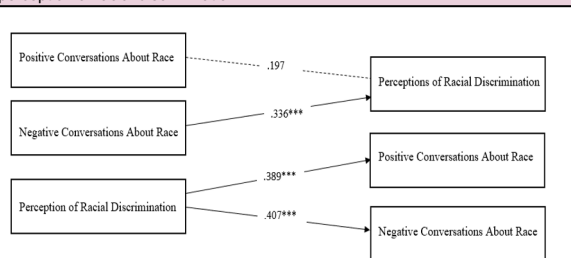 Positive Conversations About Race
.197
Perceptions of Racial Discrimination
Negative Conversations About Race
.336***
Positive Conversations About Race
.389***
Perception of Racial Discrimination
.407***
Negative Conversations About Race